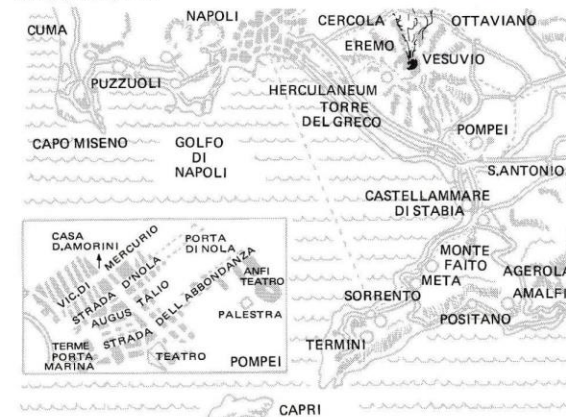 NAPOLI
CERCOLA
OTTAVIANO
CUMA
EREMO
VESUVIO
PUZZUOLI
HERCULANEUM
TORRE
DEL GRECO
CAPO MISENO
GOLFO
DI
NAPOLI
POMPEI
S.ANTONIO
CASTELLAMMARE
DI STABIA
MONTE
FAITO
META
AGEROLA
AMALFI
SORRENTO
POSITANO
TERMINI
CAPRI
CASA
D.AMORINI
VIC.DI MERCURIO
STRADA D'NOLA
AUGUS TALIO
STRADA DELL ABBONDANZA
PORTA
DI NOLA
ANFI
TEATRO
PALESTRA
TERME
PORTA
MARINA
TEATRO
POMPEI